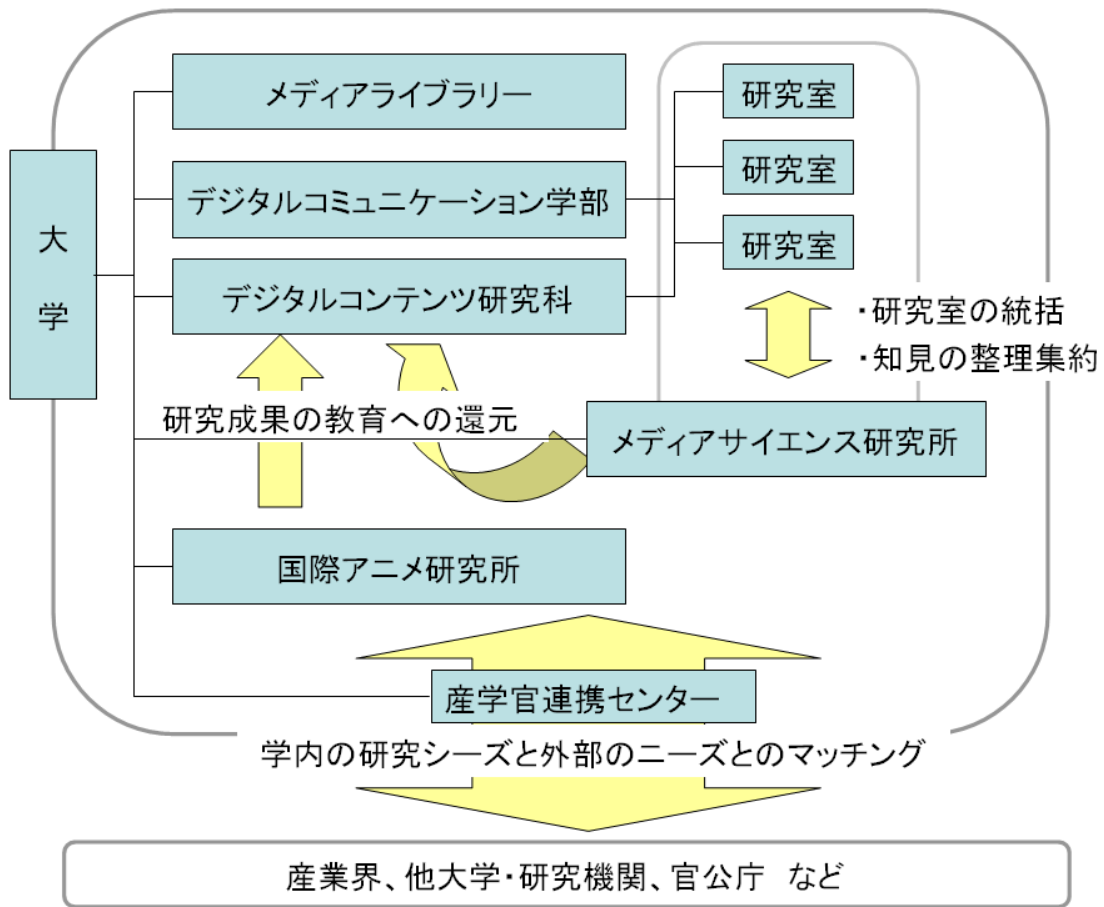 メディアライブラリー
研究室
研究室
デジタルコミュニケーション学部
大学
研究室
デジタルコンテンツ研究科
・研究室の統括
・知見の整理集約
研究成果の教育への還元
メディアサイエンス研究所
国際アニメ研究所
産学官連携センター
学内の研究シーズと外部のニーズとのマッチング
産業界、他大学・研究機関、官公庁 など